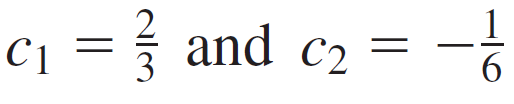 c₁ = 2/3 and c₂ = −1/6